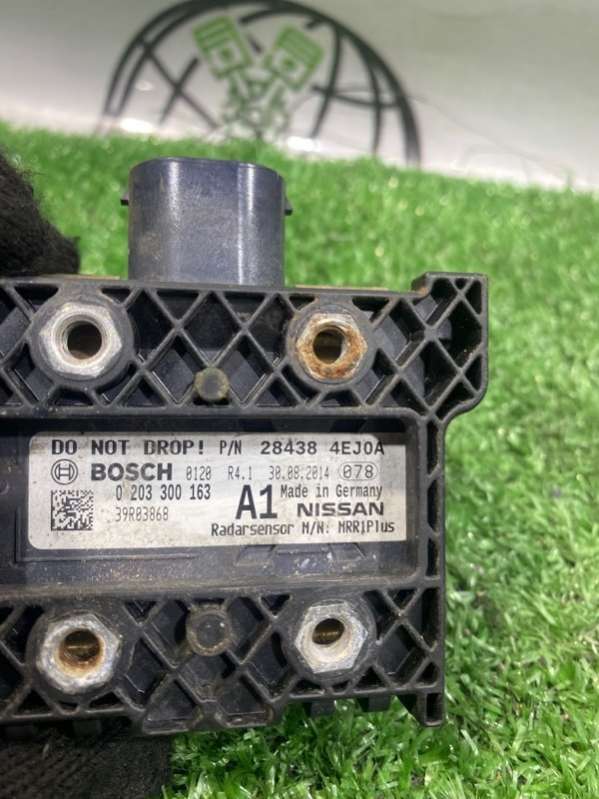 DO NOT DROP! P/N 28438 4EJ0A
BOSCH 0120 R4.1 30.08.2014 078
0 203 300 163 A1 Made in Germany
39R03868 NISSAN
Radarsensor M/N: MRR1Plus